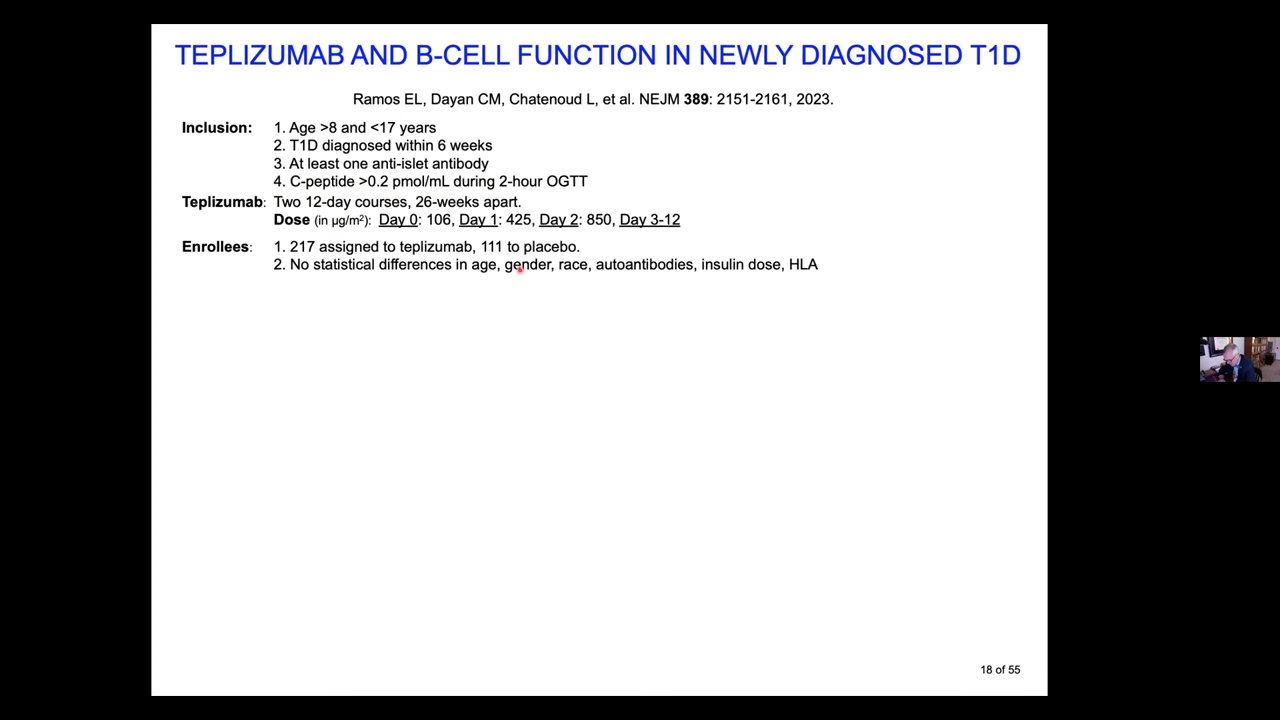 TEPLIZUMAB AND B-CELL FUNCTION IN NEWLY DIAGNOSED T1D
Ramos EL, Dayan CM, Chatenoud L, et al. NEJM 389: 2151-2161, 2023.
Inclusion: 1. Age >8 and <17 years
2. T1D diagnosed within 6 weeks
3. At least one anti-islet antibody
4. C-peptide >0.2 pmol/mL during 2-hour OGTT
Teplizumab: Two 12-day courses, 26-weeks apart.
Dose (in µg/m²): Day 0: 106, Day 1: 425, Day 2: 850, Day 3-12
Enrollees: 1. 217 assigned to teplizumab, 111 to placebo.
2. No statistical differences in age, gender, race, autoantibodies, insulin dose, HLA
18 of 55